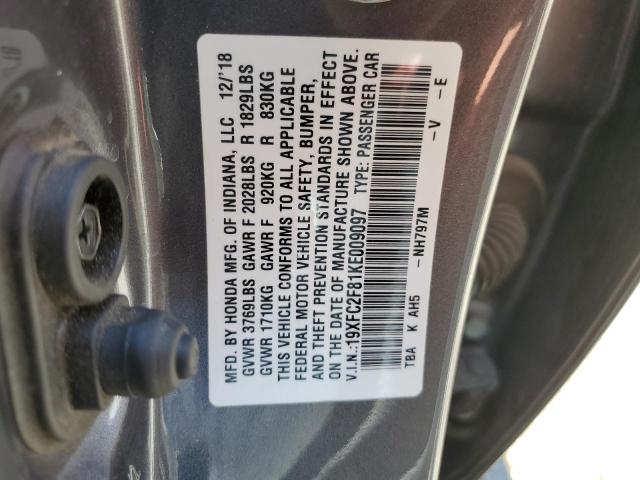 MFD. BY HONDA MFG. OF INDIANA, LLC 12/'18
GVWR 3769LBS GAWR F 2028LBS R 1829LBS
GVWR 1710KG GAWR F 920KG R 830KG
THIS VEHICLE CONFORMS TO ALL APPLICABLE
FEDERAL MOTOR VEHICLE SAFETY, BUMPER,
AND THEFT PREVENTION STANDARDS IN EFFECT
ON THE DATE OF MANUFACTURE SHOWN ABOVE.
V.I.N.:19XFC2F81KE009097 TYPE: PASSENGER CAR
TBA K AH5 -NH797M -V -E